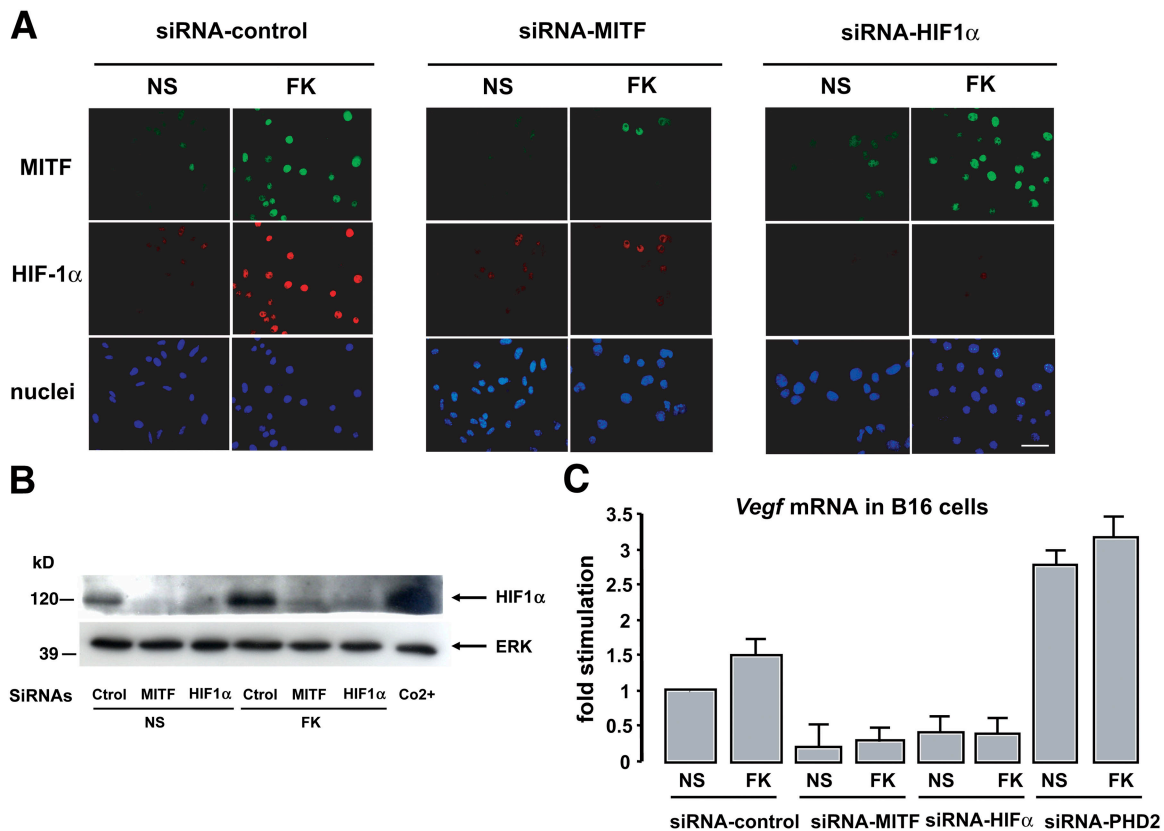 A
siRNA-control siRNA-MITF siRNA-HIF1α
NS FK NS FK NS FK
MITF
HIF-1α
nuclei
B
kD
120
HIF1α
39
ERK
SiRNAs Ctrol MITF HIF1α Ctrol MITF HIF1α Co2+
NS FK
C
Vegf mRNA in B16 cells
fold stimulation
3.5
3
2.5
2
1.5
1
0.5
0
NS FK NS FK NS FK NS FK
siRNA-control siRNA-MITF siRNA-HIFα siRNA-PHD2